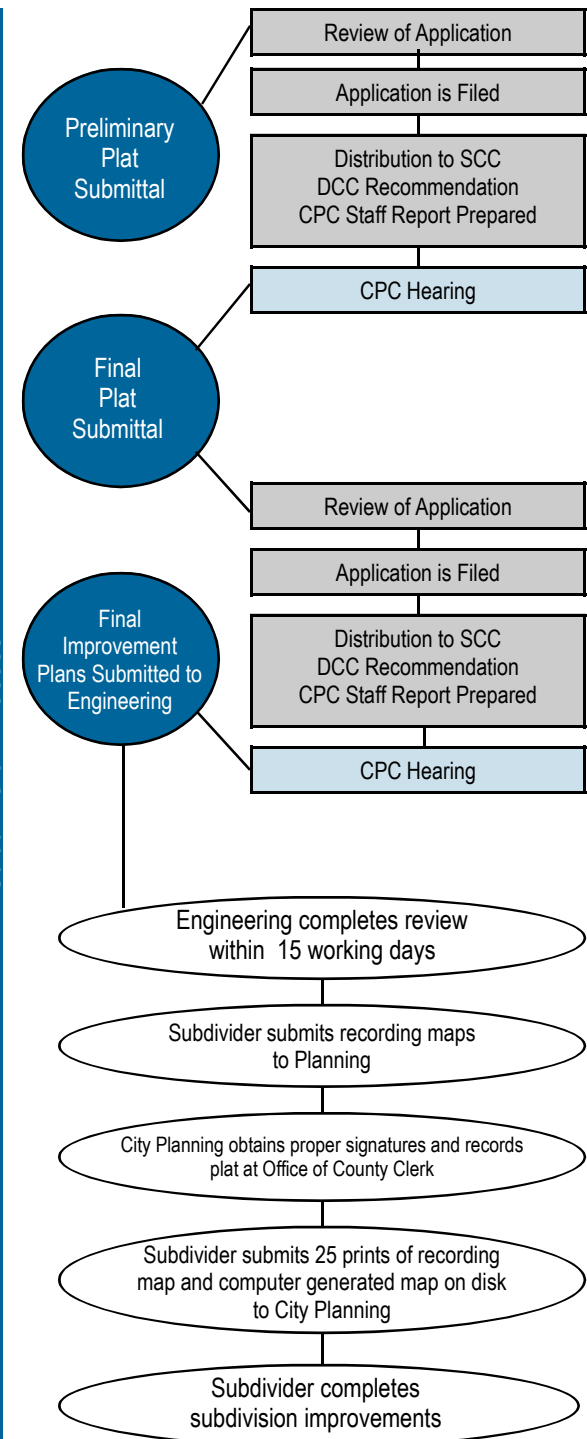 Preliminary
Plat
Submittal
Review of Application
Application is Filed
Distribution to SCC
DCC Recommendation
CPC Staff Report Prepared
CPC Hearing
Final
Plat
Submittal
Review of Application
Application is Filed
Distribution to SCC
DCC Recommendation
CPC Staff Report Prepared
CPC Hearing
Final
Improvement
Plans Submitted to
Engineering
Engineering completes review
within 15 working days
Subdivider submits recording maps
to Planning
City Planning obtains proper signatures and records
plat at Office of County Clerk
Subdivider submits 25 prints of recording
map and computer generated map on disk
to City Planning
Subdivider completes
subdivision improvements